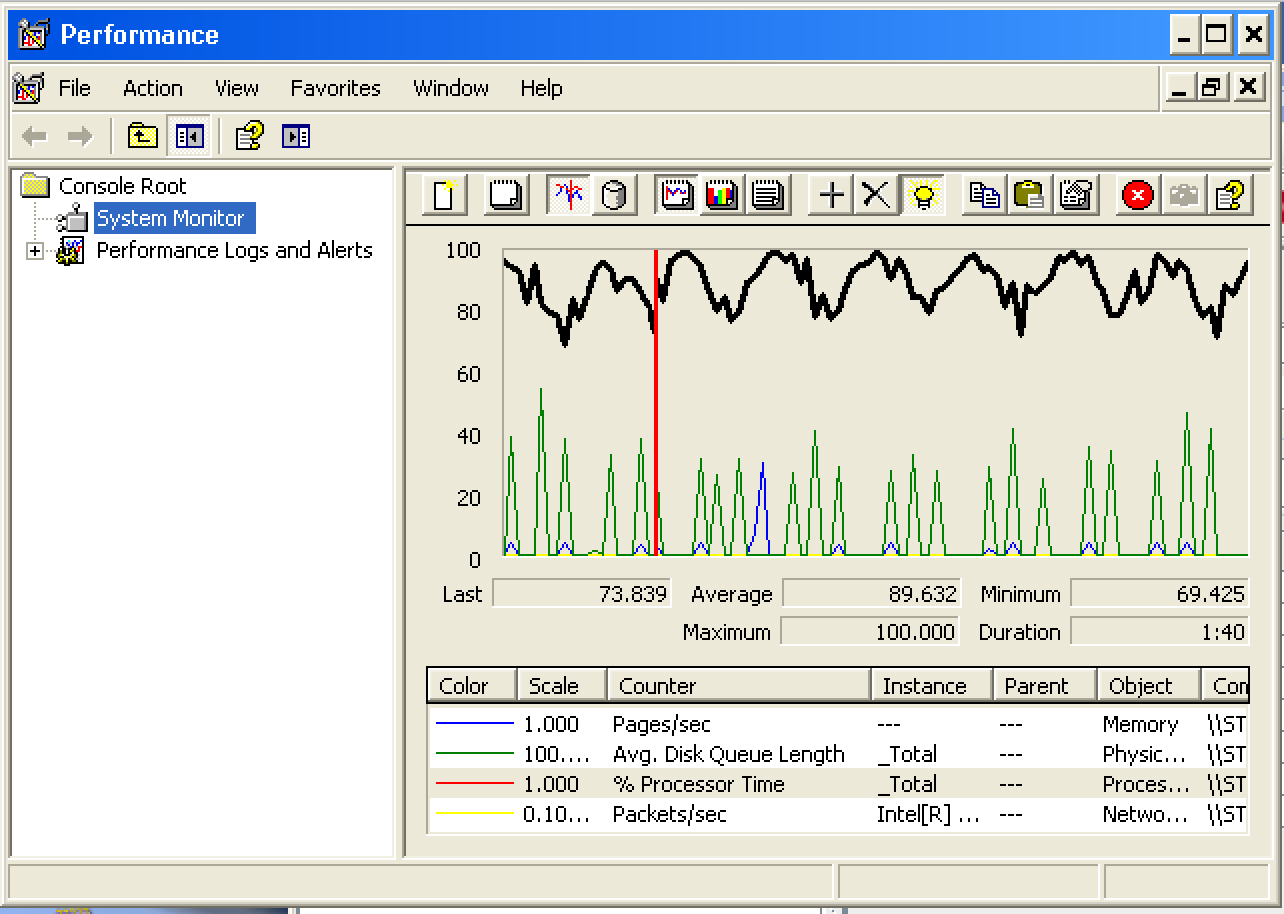 Performance
File Action View Favorites Window Help
Console Root
System Monitor
Performance Logs and Alerts
100
80
60
40
20
0
Last 73.839 Average 89.632 Minimum 69.425
Maximum 100.000 Duration 1:40
Color Scale Counter Instance Parent Object Con
1.000 Pages/sec --- --- Memory \\ST
100.... Avg. Disk Queue Length _Total --- Physic... \\ST
1.000 % Processor Time _Total --- Proces... \\ST
0.10... Packets/sec Intel[R] ... --- Netwo... \\ST